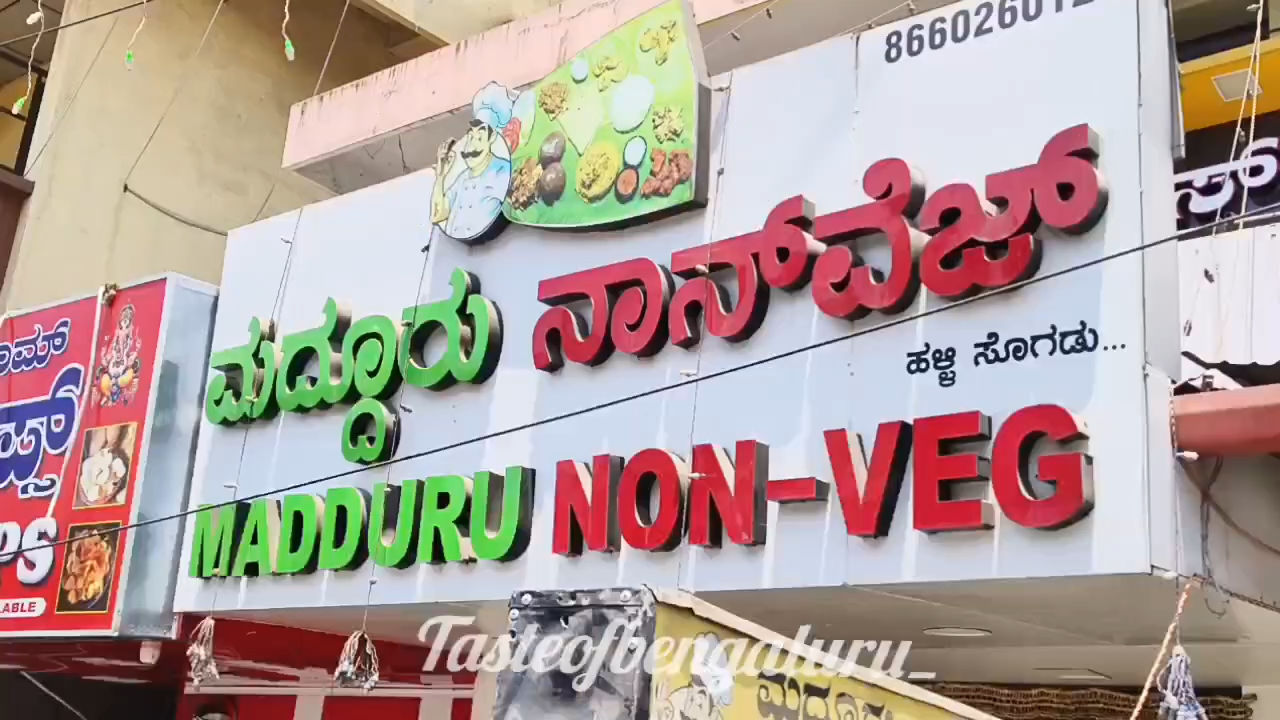 8660260
ಮದ್ದೂರು ನಾನ್‌ವೆಜ್
ಹಳ್ಳಿ ಸೊಗಡು...
MADDURU NON-VEG
Tasteofbengaluru_